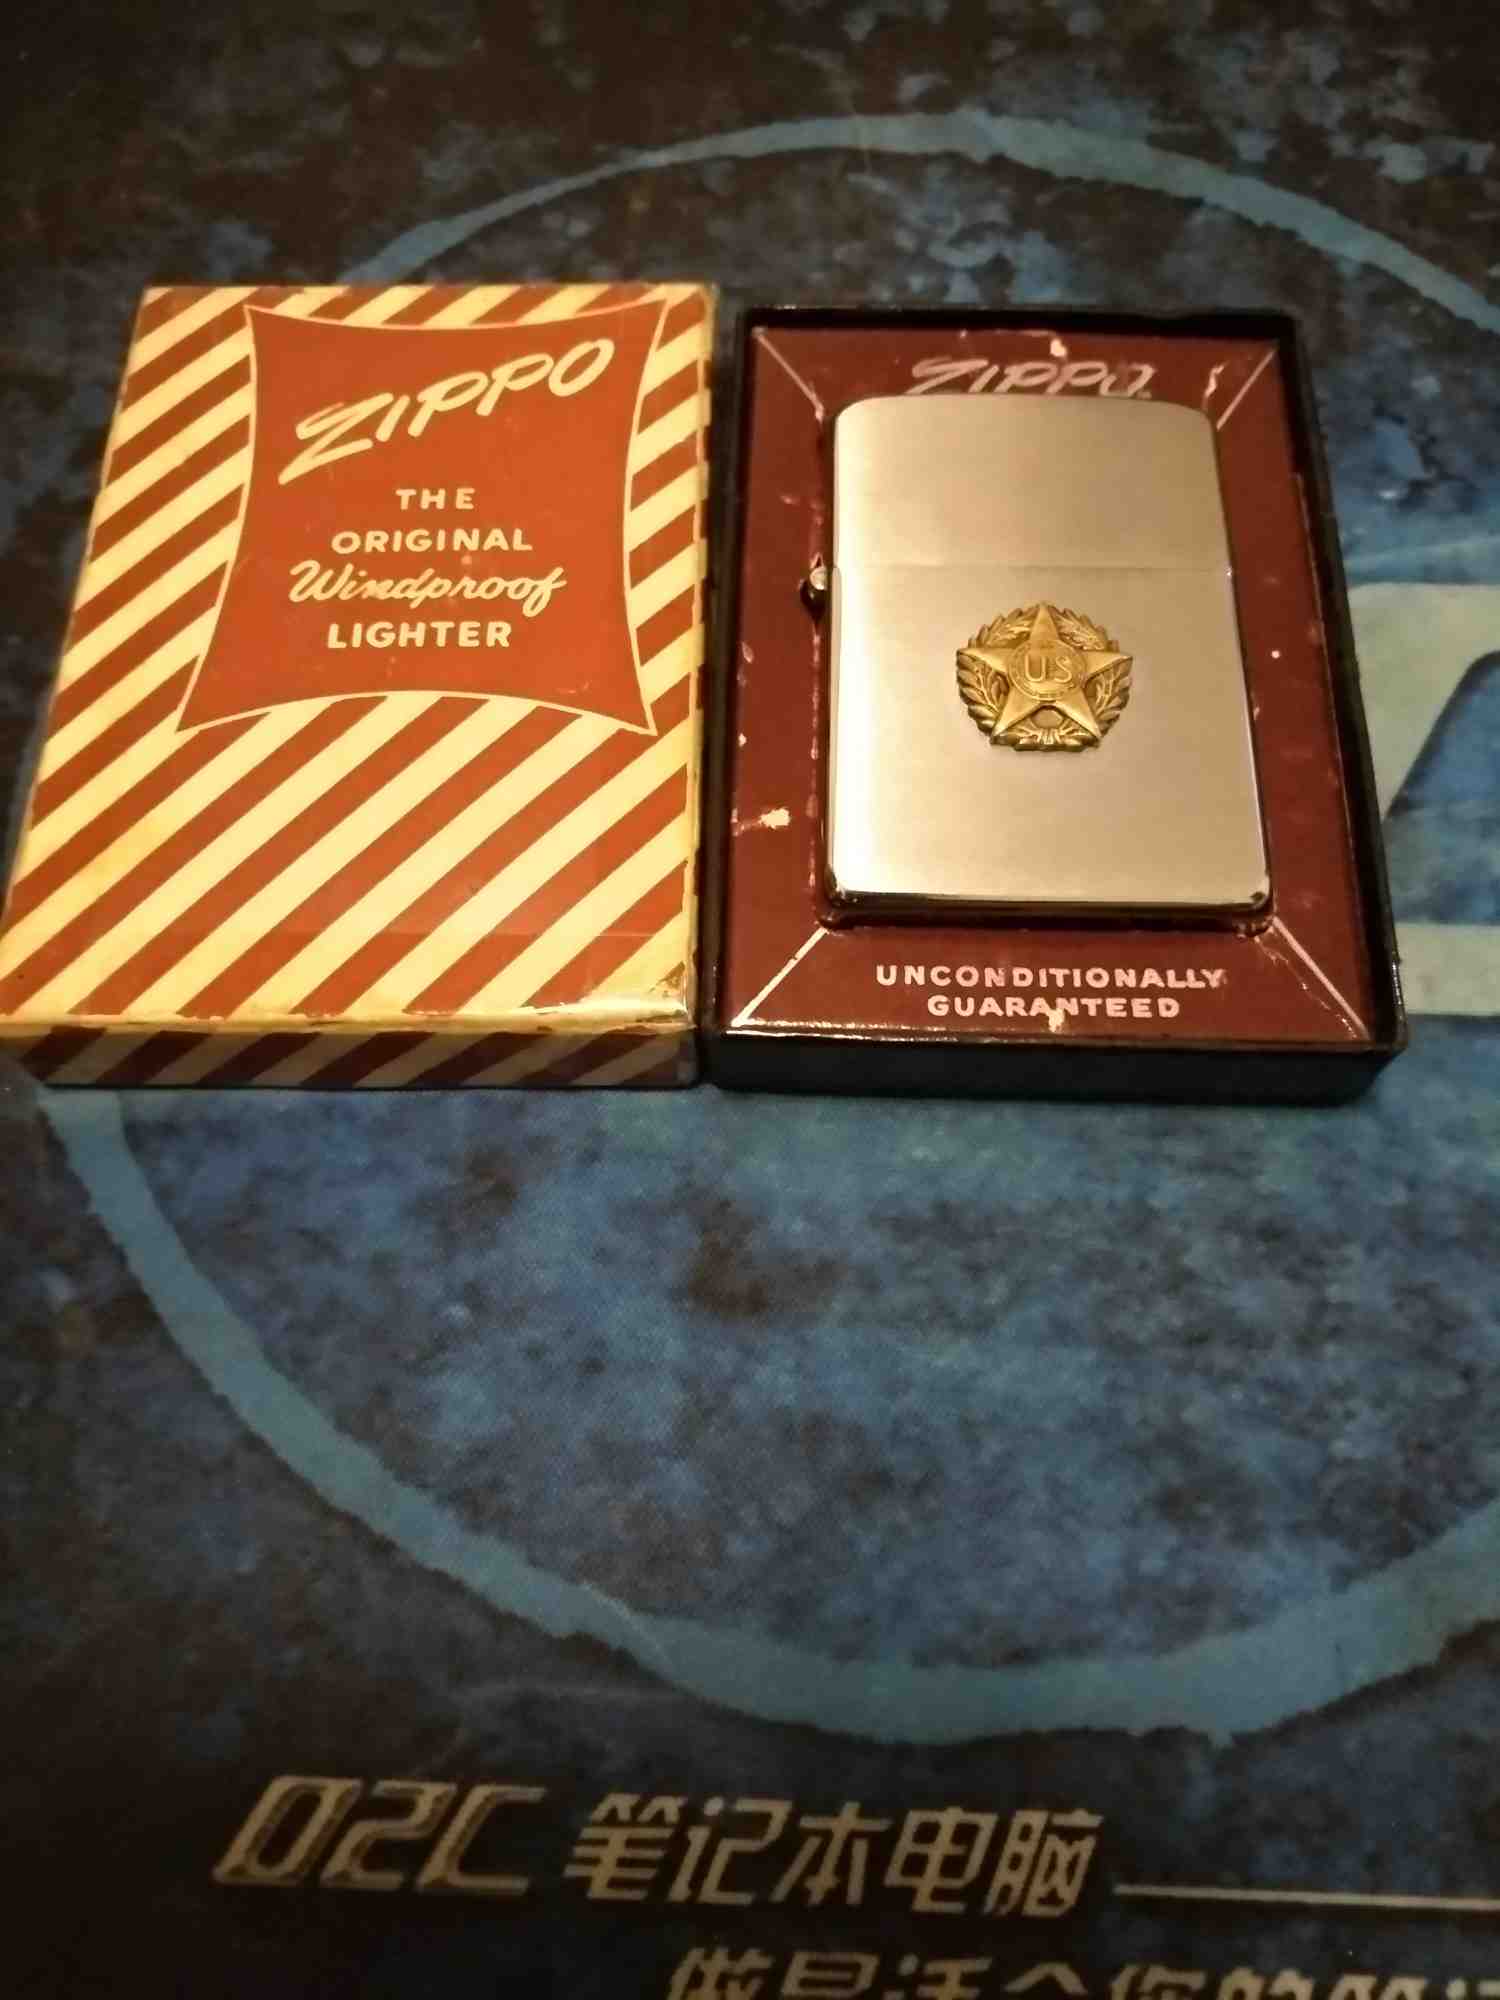 ZIPPO
THE
ORIGINAL
Windproof
LIGHTER
ZIPPO
US
UNCONDITIONALLY
GUARANTEED
02C 笔记本电脑